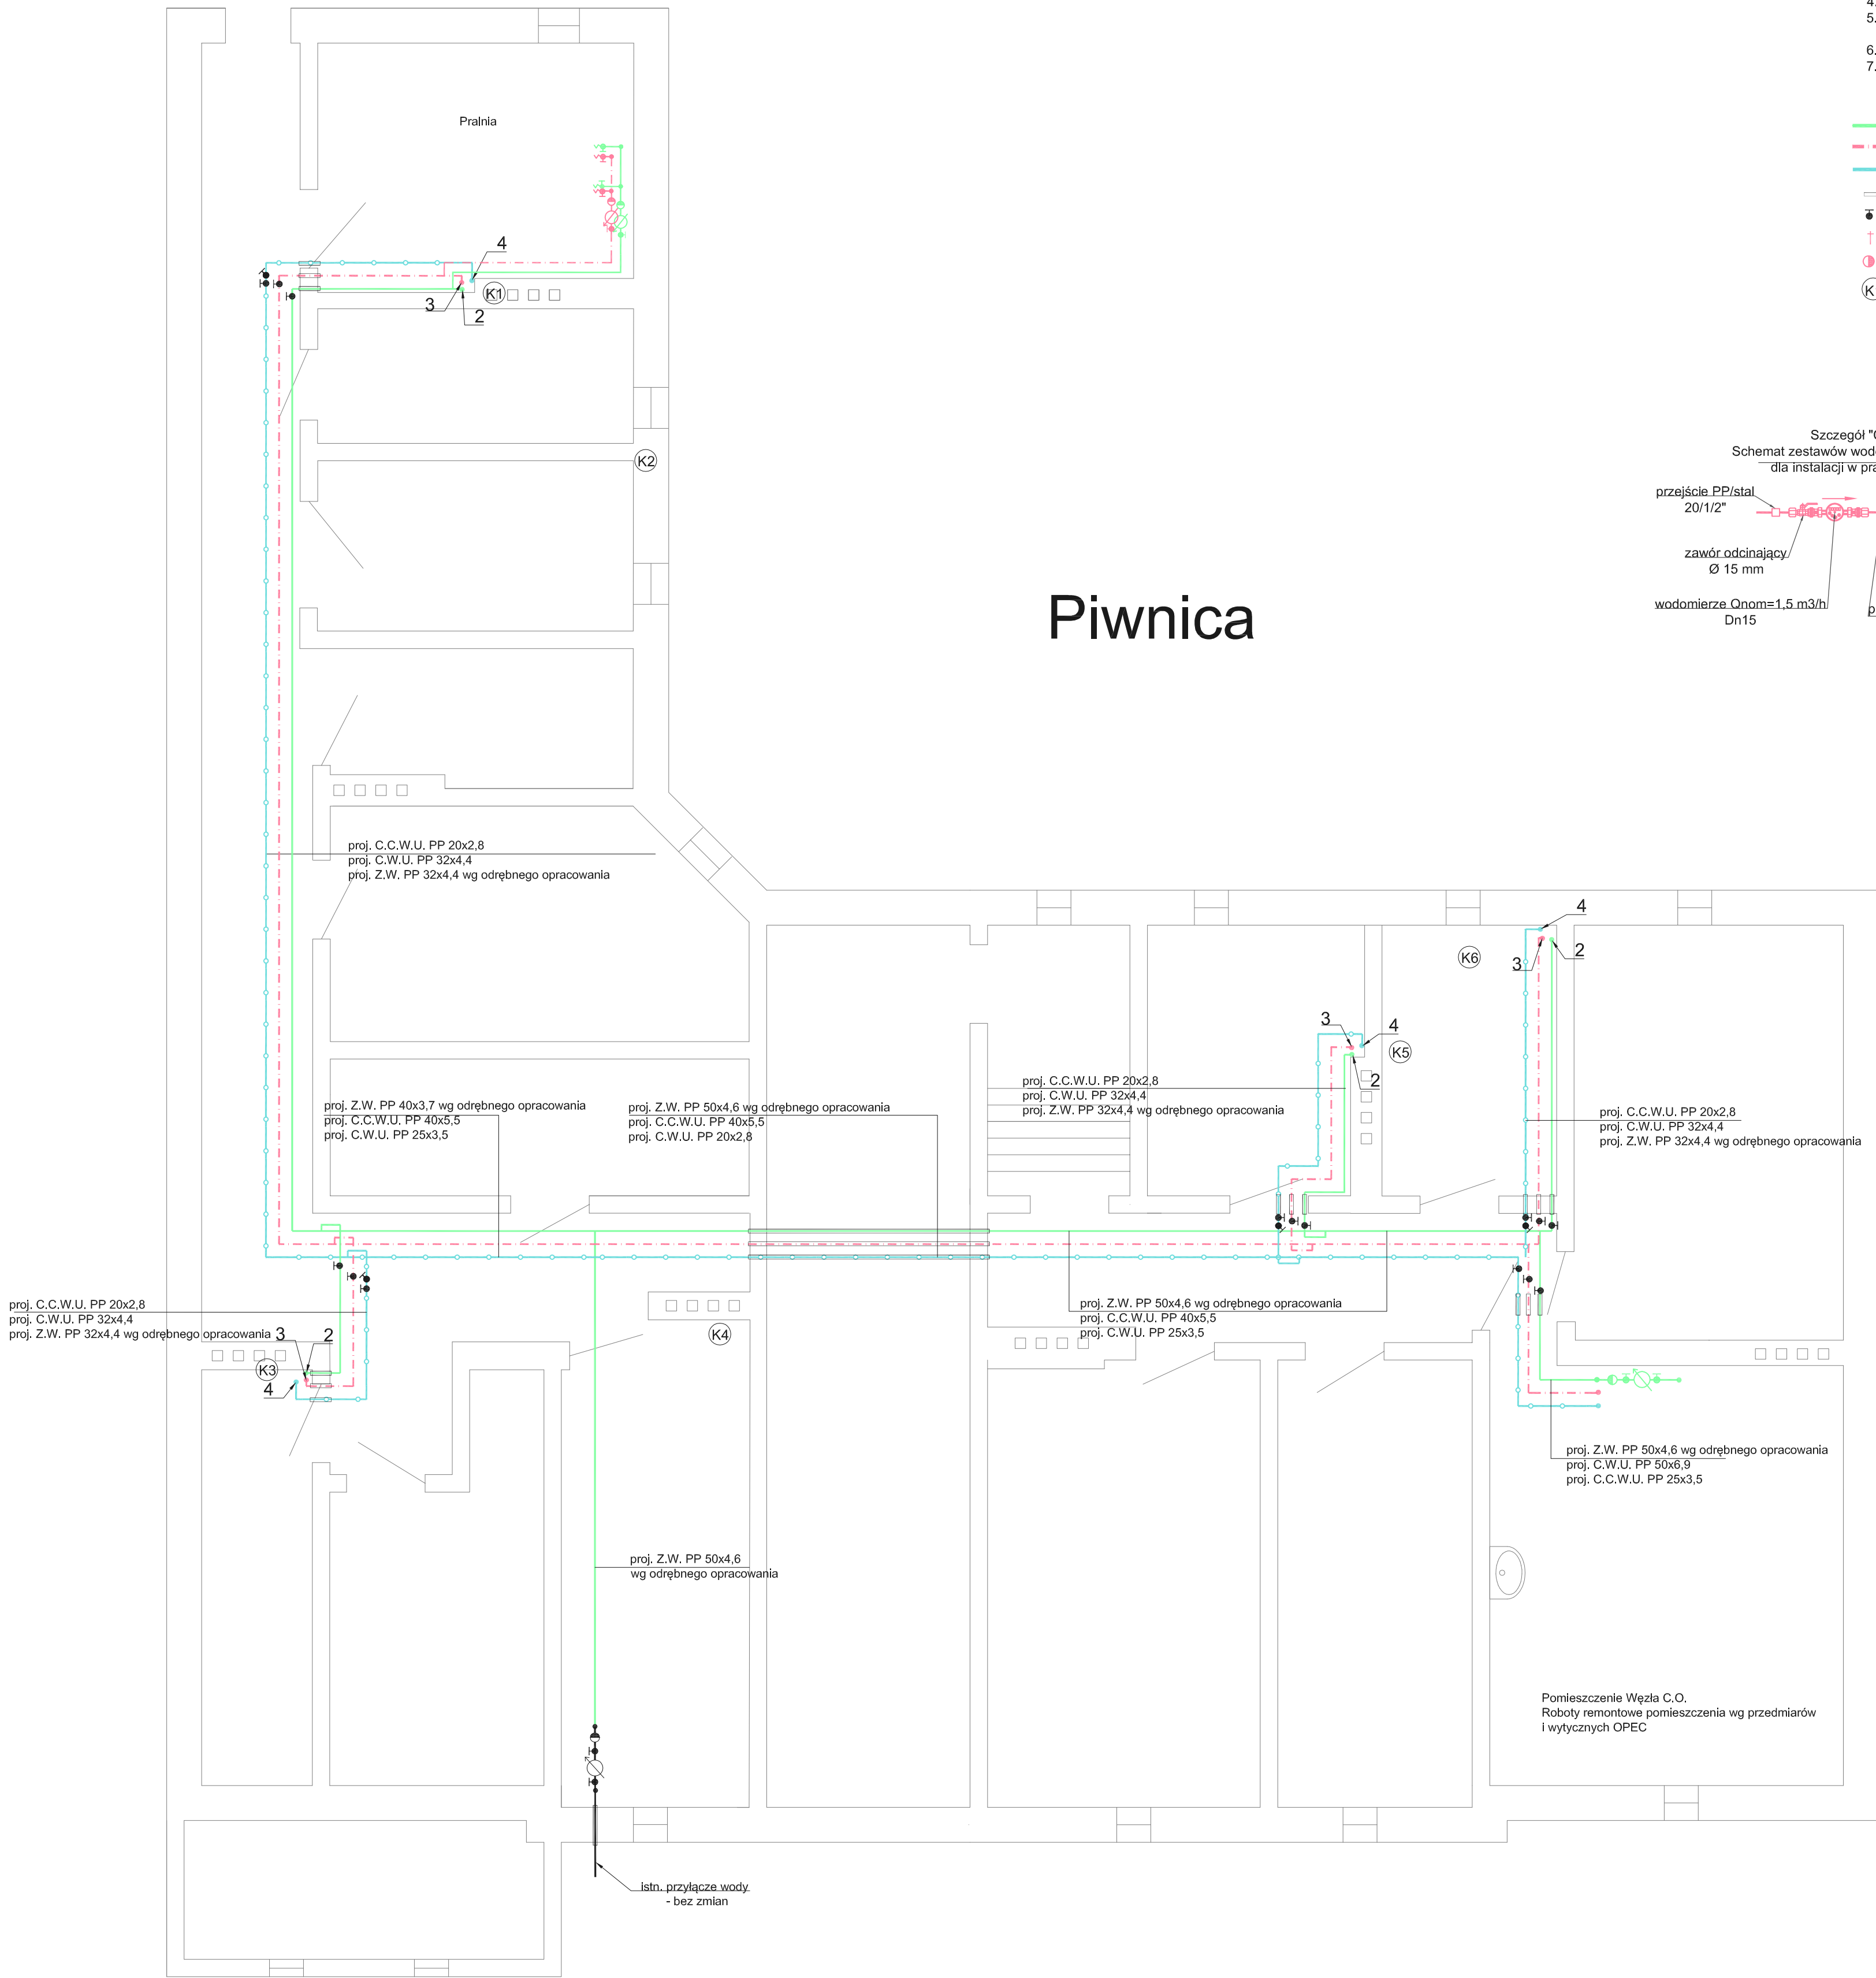 4.
5.
6.
7.
Pralnia
4
K1
3
2
K
K2
Szczegół "
Schemat zestawów wod
dla instalacji w pra
przejście PP/stal
20/1/2"
zawór odcinający
Ø 15 mm
wodomierze Qnom=1,5 m3/h
Dn15
p
Piwnica
proj. C.C.W.U. PP 20x2,8
proj. C.W.U. PP 32x4,4
proj. Z.W. PP 32x4,4 wg odrębnego opracowania
4
K6
3
2
3
4
K5
2
proj. C.C.W.U. PP 20x2,8
proj. C.W.U. PP 32x4,4
proj. Z.W. PP 32x4,4 wg odrębnego opracowania
proj. Z.W. PP 40x3,7 wg odrębnego opracowania
proj. C.C.W.U. PP 40x5,5
proj. C.W.U. PP 25x3,5
proj. Z.W. PP 50x4,6 wg odrębnego opracowania
proj. C.C.W.U. PP 40x5,5
proj. C.W.U. PP 20x2,8
proj. C.C.W.U. PP 20x2,8
proj. C.W.U. PP 32x4,4
proj. Z.W. PP 32x4,4 wg odrębnego opracowania
proj. C.C.W.U. PP 20x2,8
proj. C.W.U. PP 32x4,4
proj. Z.W. PP 32x4,4 wg odrębnego opracowania
3
2
K3
4
K4
proj. Z.W. PP 50x4,6 wg odrębnego opracowania
proj. C.C.W.U. PP 40x5,5
proj. C.W.U. PP 25x3,5
proj. Z.W. PP 50x4,6 wg odrębnego opracowania
proj. C.W.U. PP 50x6,9
proj. C.C.W.U. PP 25x3,5
proj. Z.W. PP 50x4,6
wg odrębnego opracowania
Pomieszczenie Węzła C.O.
Roboty remontowe pomieszczenia wg przedmiarów
i wytycznych OPEC
istn. przyłącze wody
- bez zmian